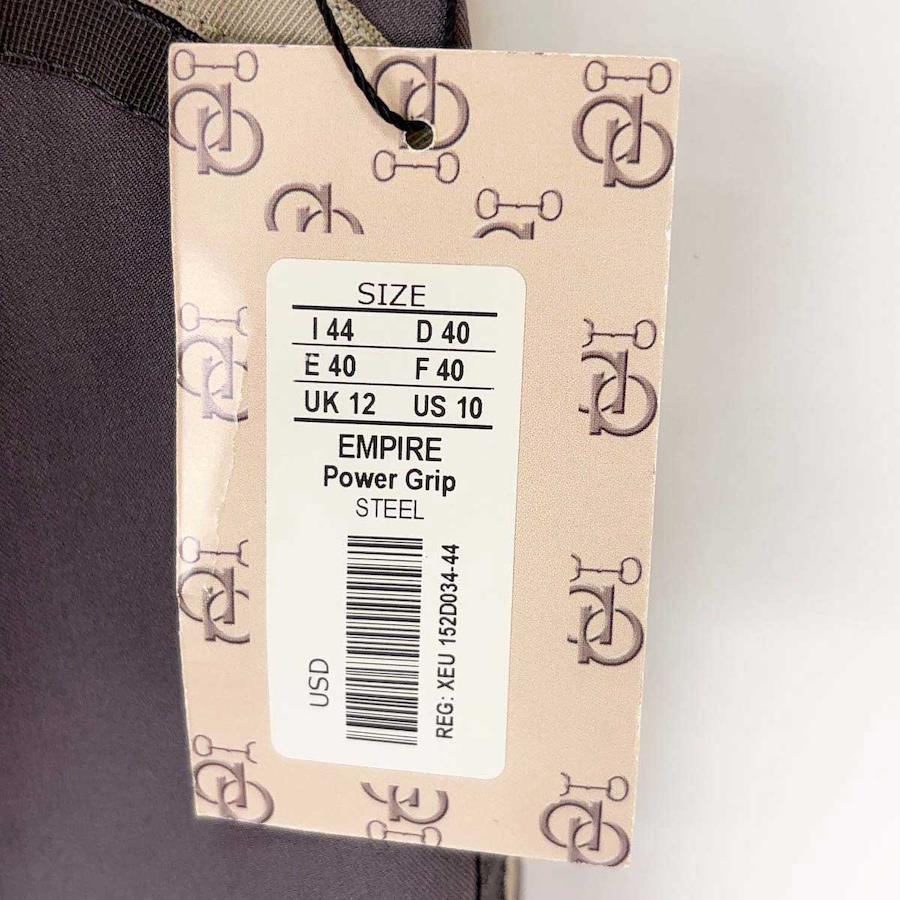 SIZE
I 44 D 40
E 40 F 40
UK 12 US 10
EMPIRE
Power Grip
STEEL
USD
REG: XEU 152D034-44